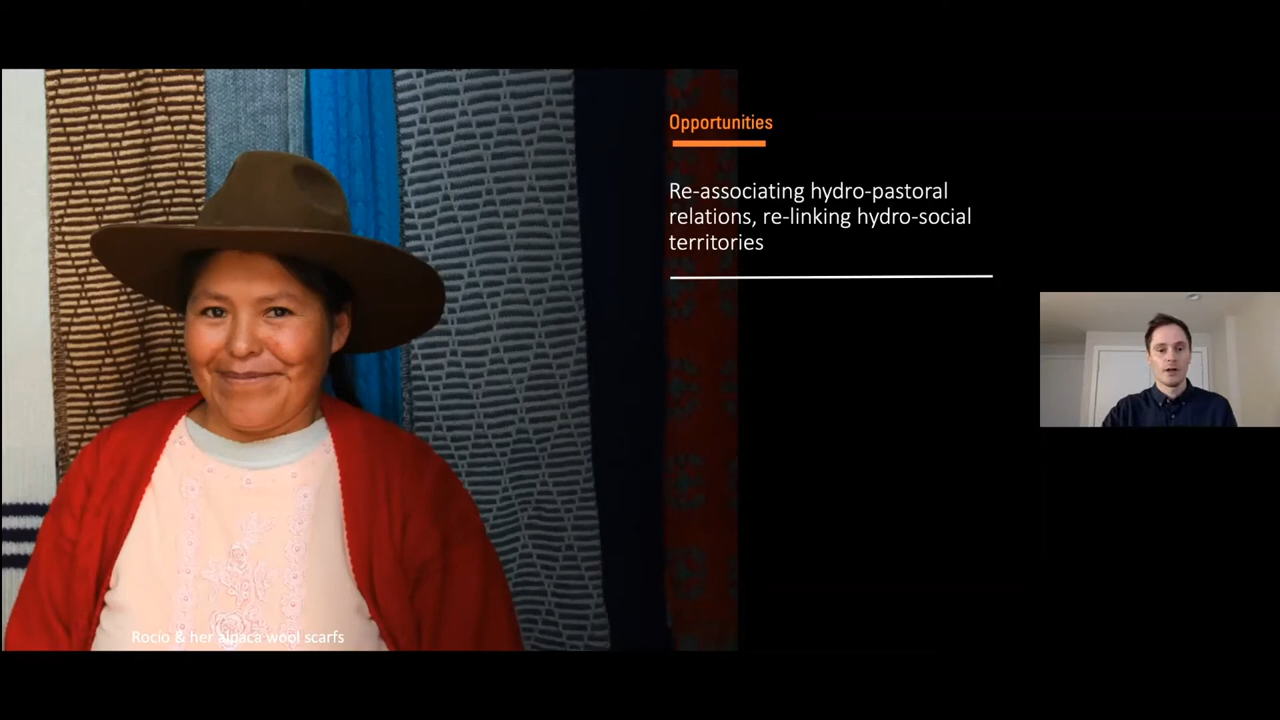 Opportunities
Re-associating hydro-pastoral
relations, re-linking hydro-social
territories
Rocio & her alpaca wool scarfs